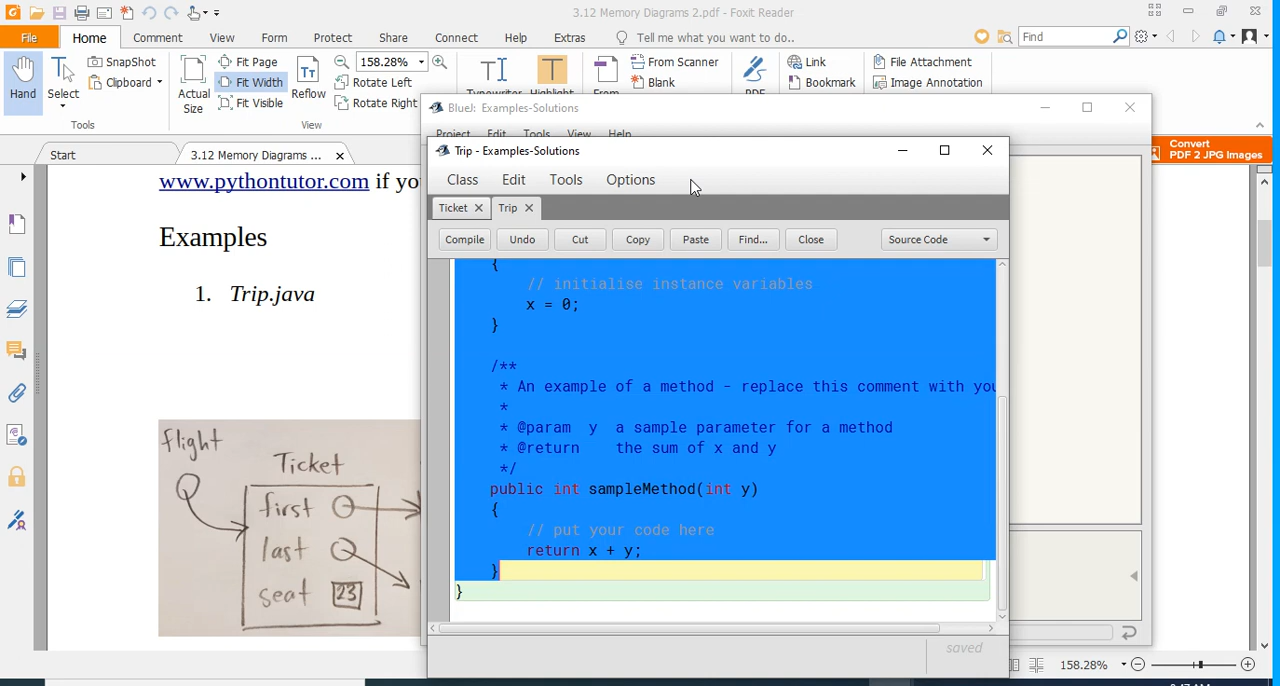 3.12 Memory Diagrams 2.pdf - Foxit Reader
File Home Comment View Form Protect Share Connect Help Extras Tell me what you want to do.. Find
Hand Select SnapShot Clipboard Actual Size Fit Page Fit Width Fit Visible Reflow 158.28% Rotate Left Rotate Right Typewriter Highlight From Scanner Blank PDF Link Bookmark File Attachment Image Annotation
Tools View
Start 3.12 Memory Diagrams ...
Convert
PDF 2 JPG Images
www.pythontutor.com if you
Examples
1. Trip.java
flight
Ticket
first
last
seat 23
BlueJ: Examples-Solutions
Project Edit Tools View Help
Trip - Examples-Solutions
Class Edit Tools Options
Ticket Trip
Compile Undo Cut Copy Paste Find... Close Source Code
{
// initialise instance variables
x = 0;
}
/**
* An example of a method - replace this comment with you
*
* @param y a sample parameter for a method
* @return the sum of x and y
*/
public int sampleMethod(int y)
{
// put your code here
return x + y;
}
}
saved
158.28%